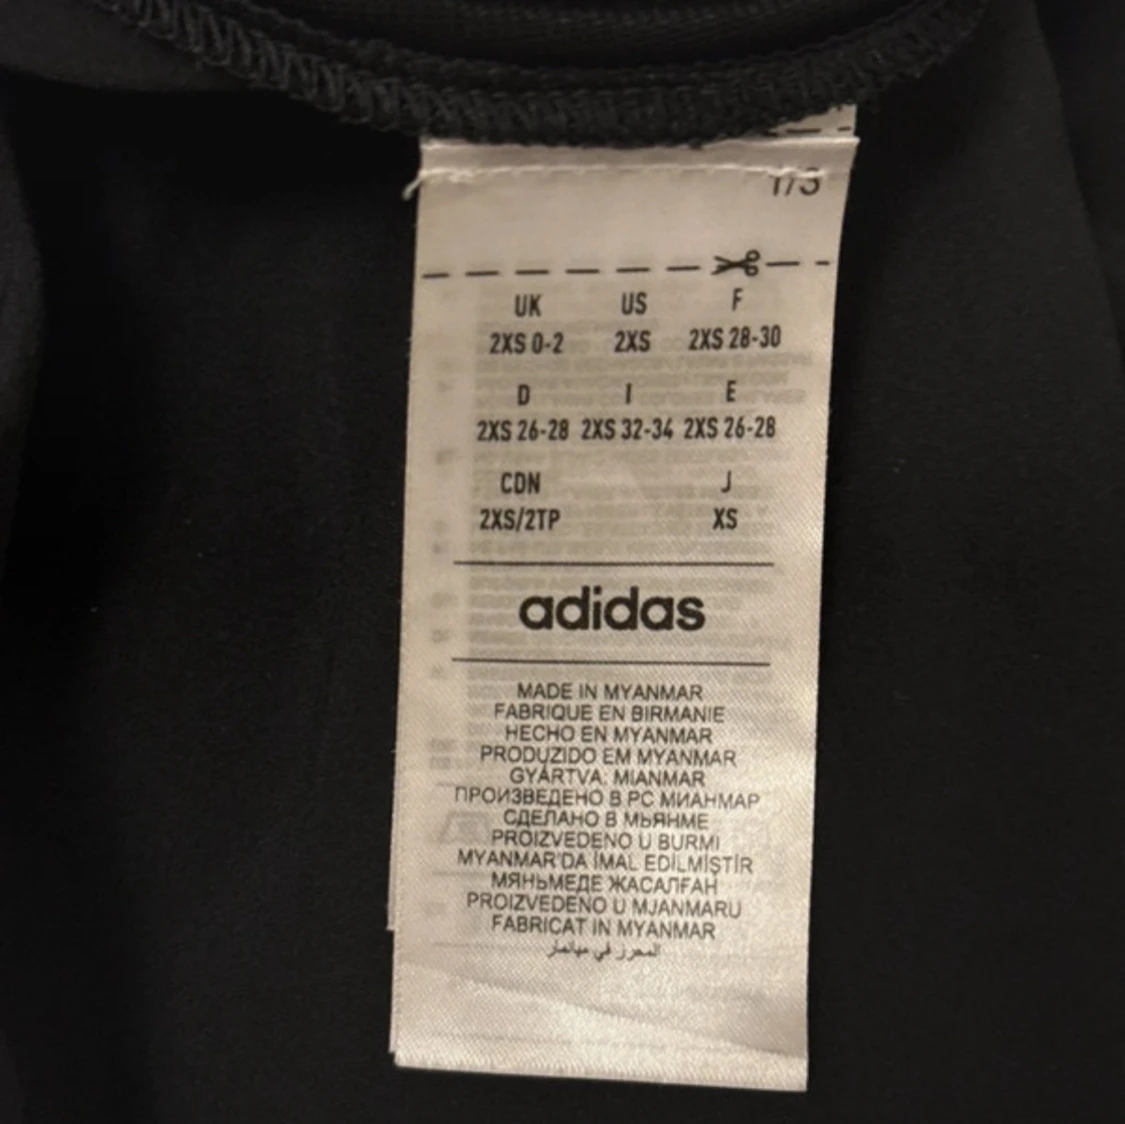 1/3
UK US F
2XS 0-2 2XS 2XS 28-30
D I E
2XS 26-28 2XS 32-34 2XS 26-28
CDN J
2XS/2TP XS
adidas
MADE IN MYANMAR
FABRIQUE EN BIRMANIE
HECHO EN MYANMAR
PRODUZIDO EM MYANMAR
GYÁRTVA: MIANMAR
ПРОИЗВЕДЕНО В РС МИАНМАР
СДЕЛАНО В МЬЯНМЕ
PROIZVEDENO U BURMI
MYANMAR'DA İMAL EDİLMİŞTİR
МЯНЬМЕДЕ ЖАСАЛҒАН
PROIZVEDENO U MJANMARU
FABRICAT IN MYANMAR
في ميانمار